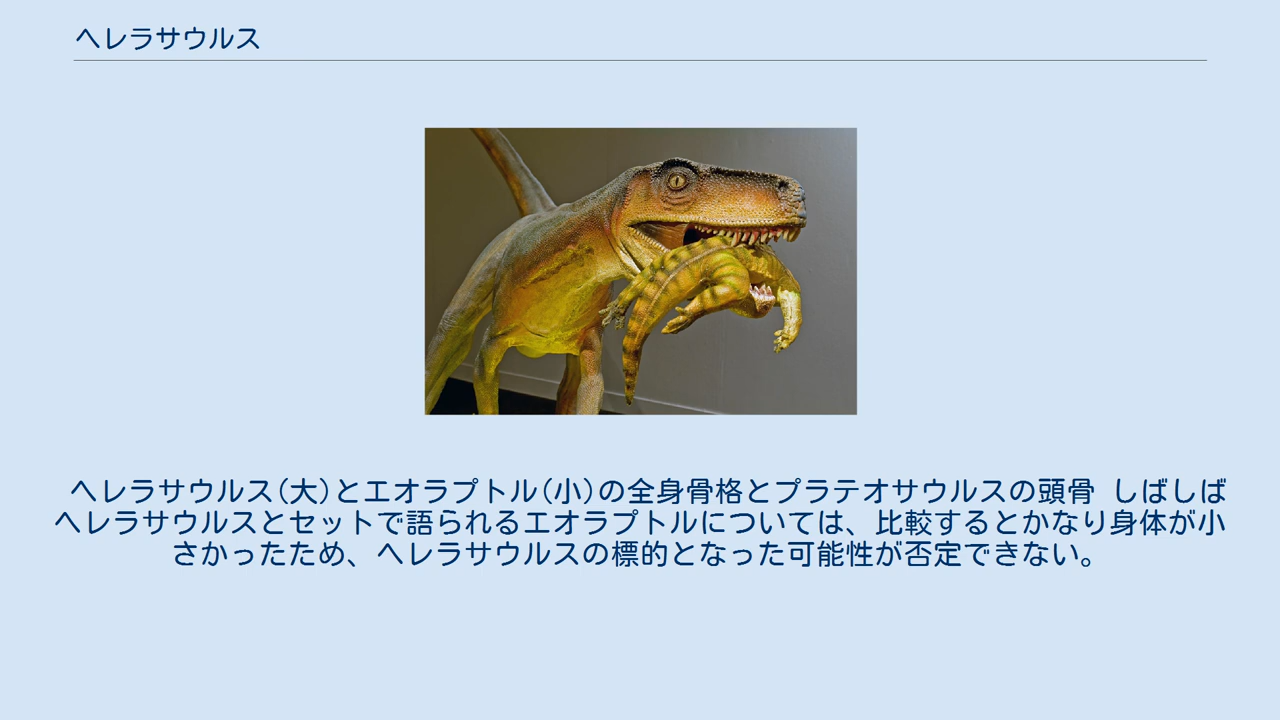 ヘレラサウルス
ヘレラサウルス(大)とエオラプトル(小)の全身骨格とプラテオサウルスの頭骨 しばしば
ヘレラサウルスとセットで語られるエオラプトルについては、比較するとかなり身体が小
さかったため、ヘレラサウルスの標的となった可能性が否定できない。